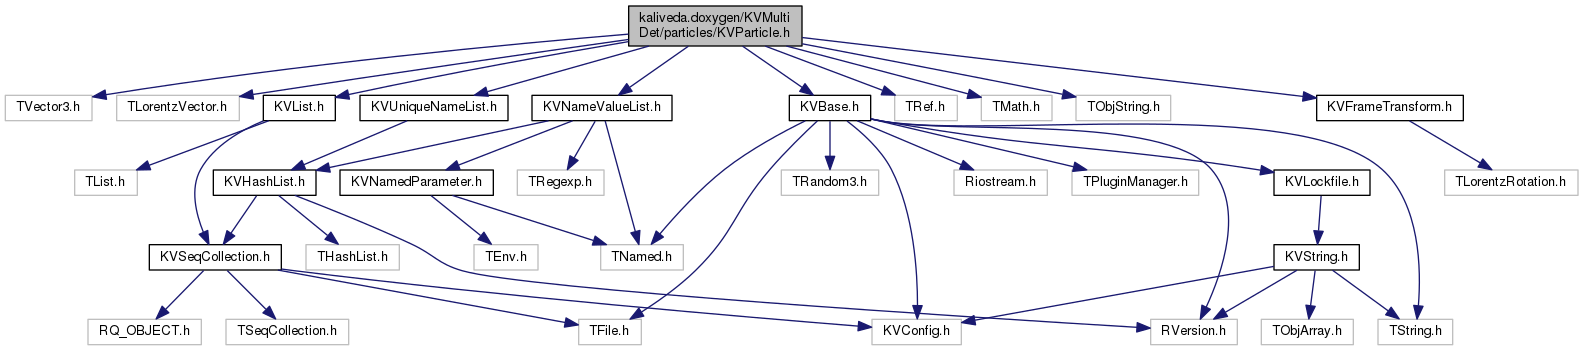 kaliveda.doxygen/KVMulti
Det/particles/KVParticle.h
TVector3.h
TLorentzVector.h
KVList.h
KVUniqueNameList.h
KVNameValueList.h
KVBase.h
TRef.h
TMath.h
TObjString.h
KVFrameTransform.h
TList.h
KVHashList.h
KVNamedParameter.h
TRegexp.h
TRandom3.h
Riostream.h
TPluginManager.h
KVLockfile.h
TLorentzRotation.h
KVSeqCollection.h
THashList.h
TEnv.h
TNamed.h
KVString.h
RQ_OBJECT.h
TSeqCollection.h
TFile.h
KVConfig.h
RVersion.h
TObjArray.h
TString.h